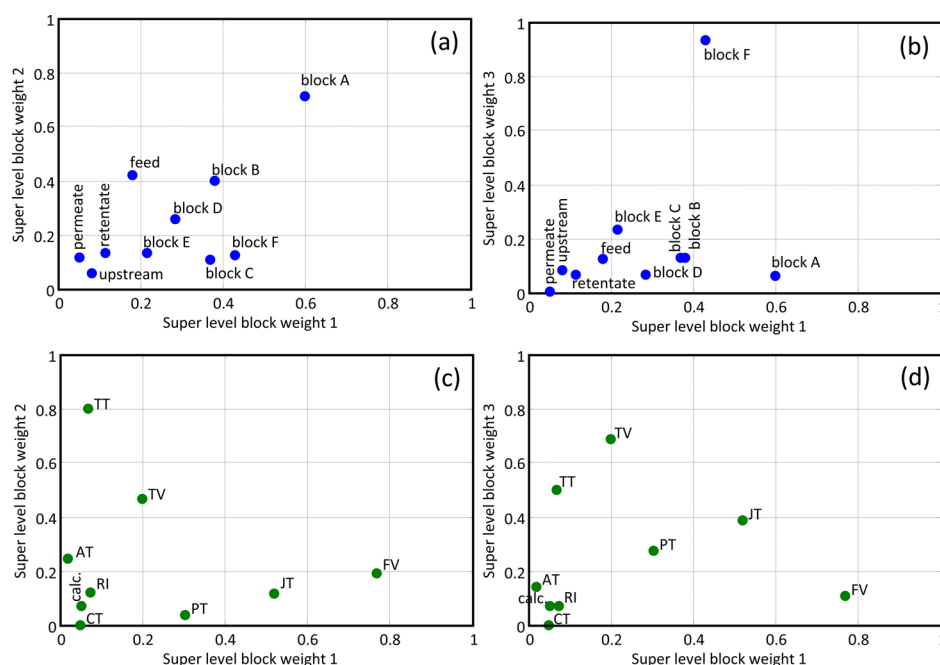 (a)
Super level block weight 2
1
0.8
0.6
0.4
0.2
0
block A
feed
block B
permeate
retentate
block D
block E
block F
upstream
block C
0
0.2
0.4
0.6
0.8
1
Super level block weight 1
(b)
Super level block weight 3
1
0.8
0.6
0.4
0.2
0
block F
permeate
upstream
block E
block C
block B
feed
retentate
block D
block A
0
0.2
0.4
0.6
0.8
1
Super level block weight 1
(c)
Super level block weight 2
1
0.8
0.6
0.4
0.2
0
TT
TV
AT
calc.
RI
CT
PT
JT
FV
0
0.2
0.4
0.6
0.8
1
Super level block weight 1
(d)
Super level block weight 3
1
0.8
0.6
0.4
0.2
0
TV
TT
JT
PT
AT
calc.
RI
CT
FV
0
0.2
0.4
0.6
0.8
1
Super level block weight 1